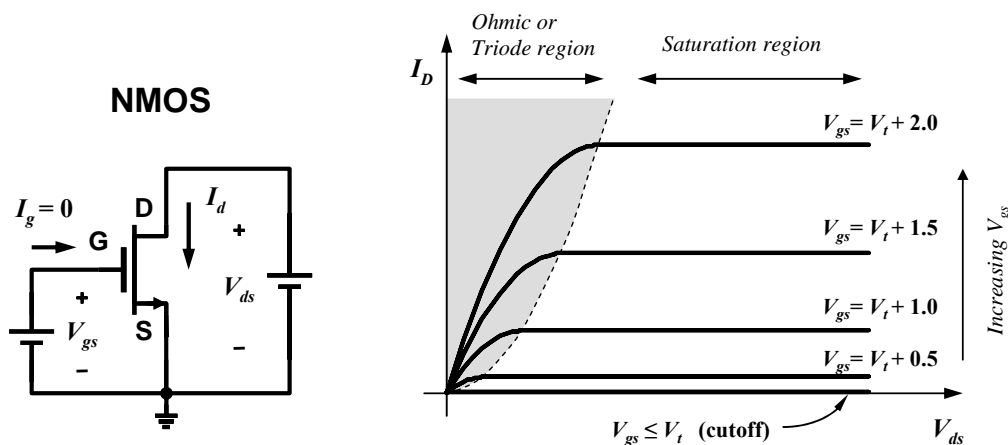 NMOS
I_g = 0
D
I_d
G
+
+
V_ds
S
V_gs
−
−
Ohmic or
Triode region
Saturation region
I_D
V_gs = V_t + 2.0
V_gs = V_t + 1.5
V_gs = V_t + 1.0
V_gs = V_t + 0.5
Increasing V_gs
V_gs ≤ V_t (cutoff)
V_ds